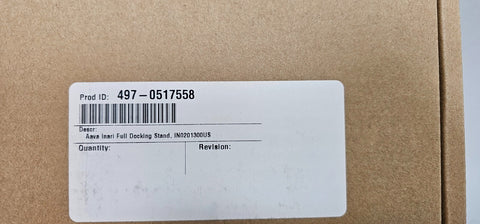 Prod ID: 497-0517558
Descr:
Aava Inari Full Docking Stand, IN0201300US
Quantity: Revision: